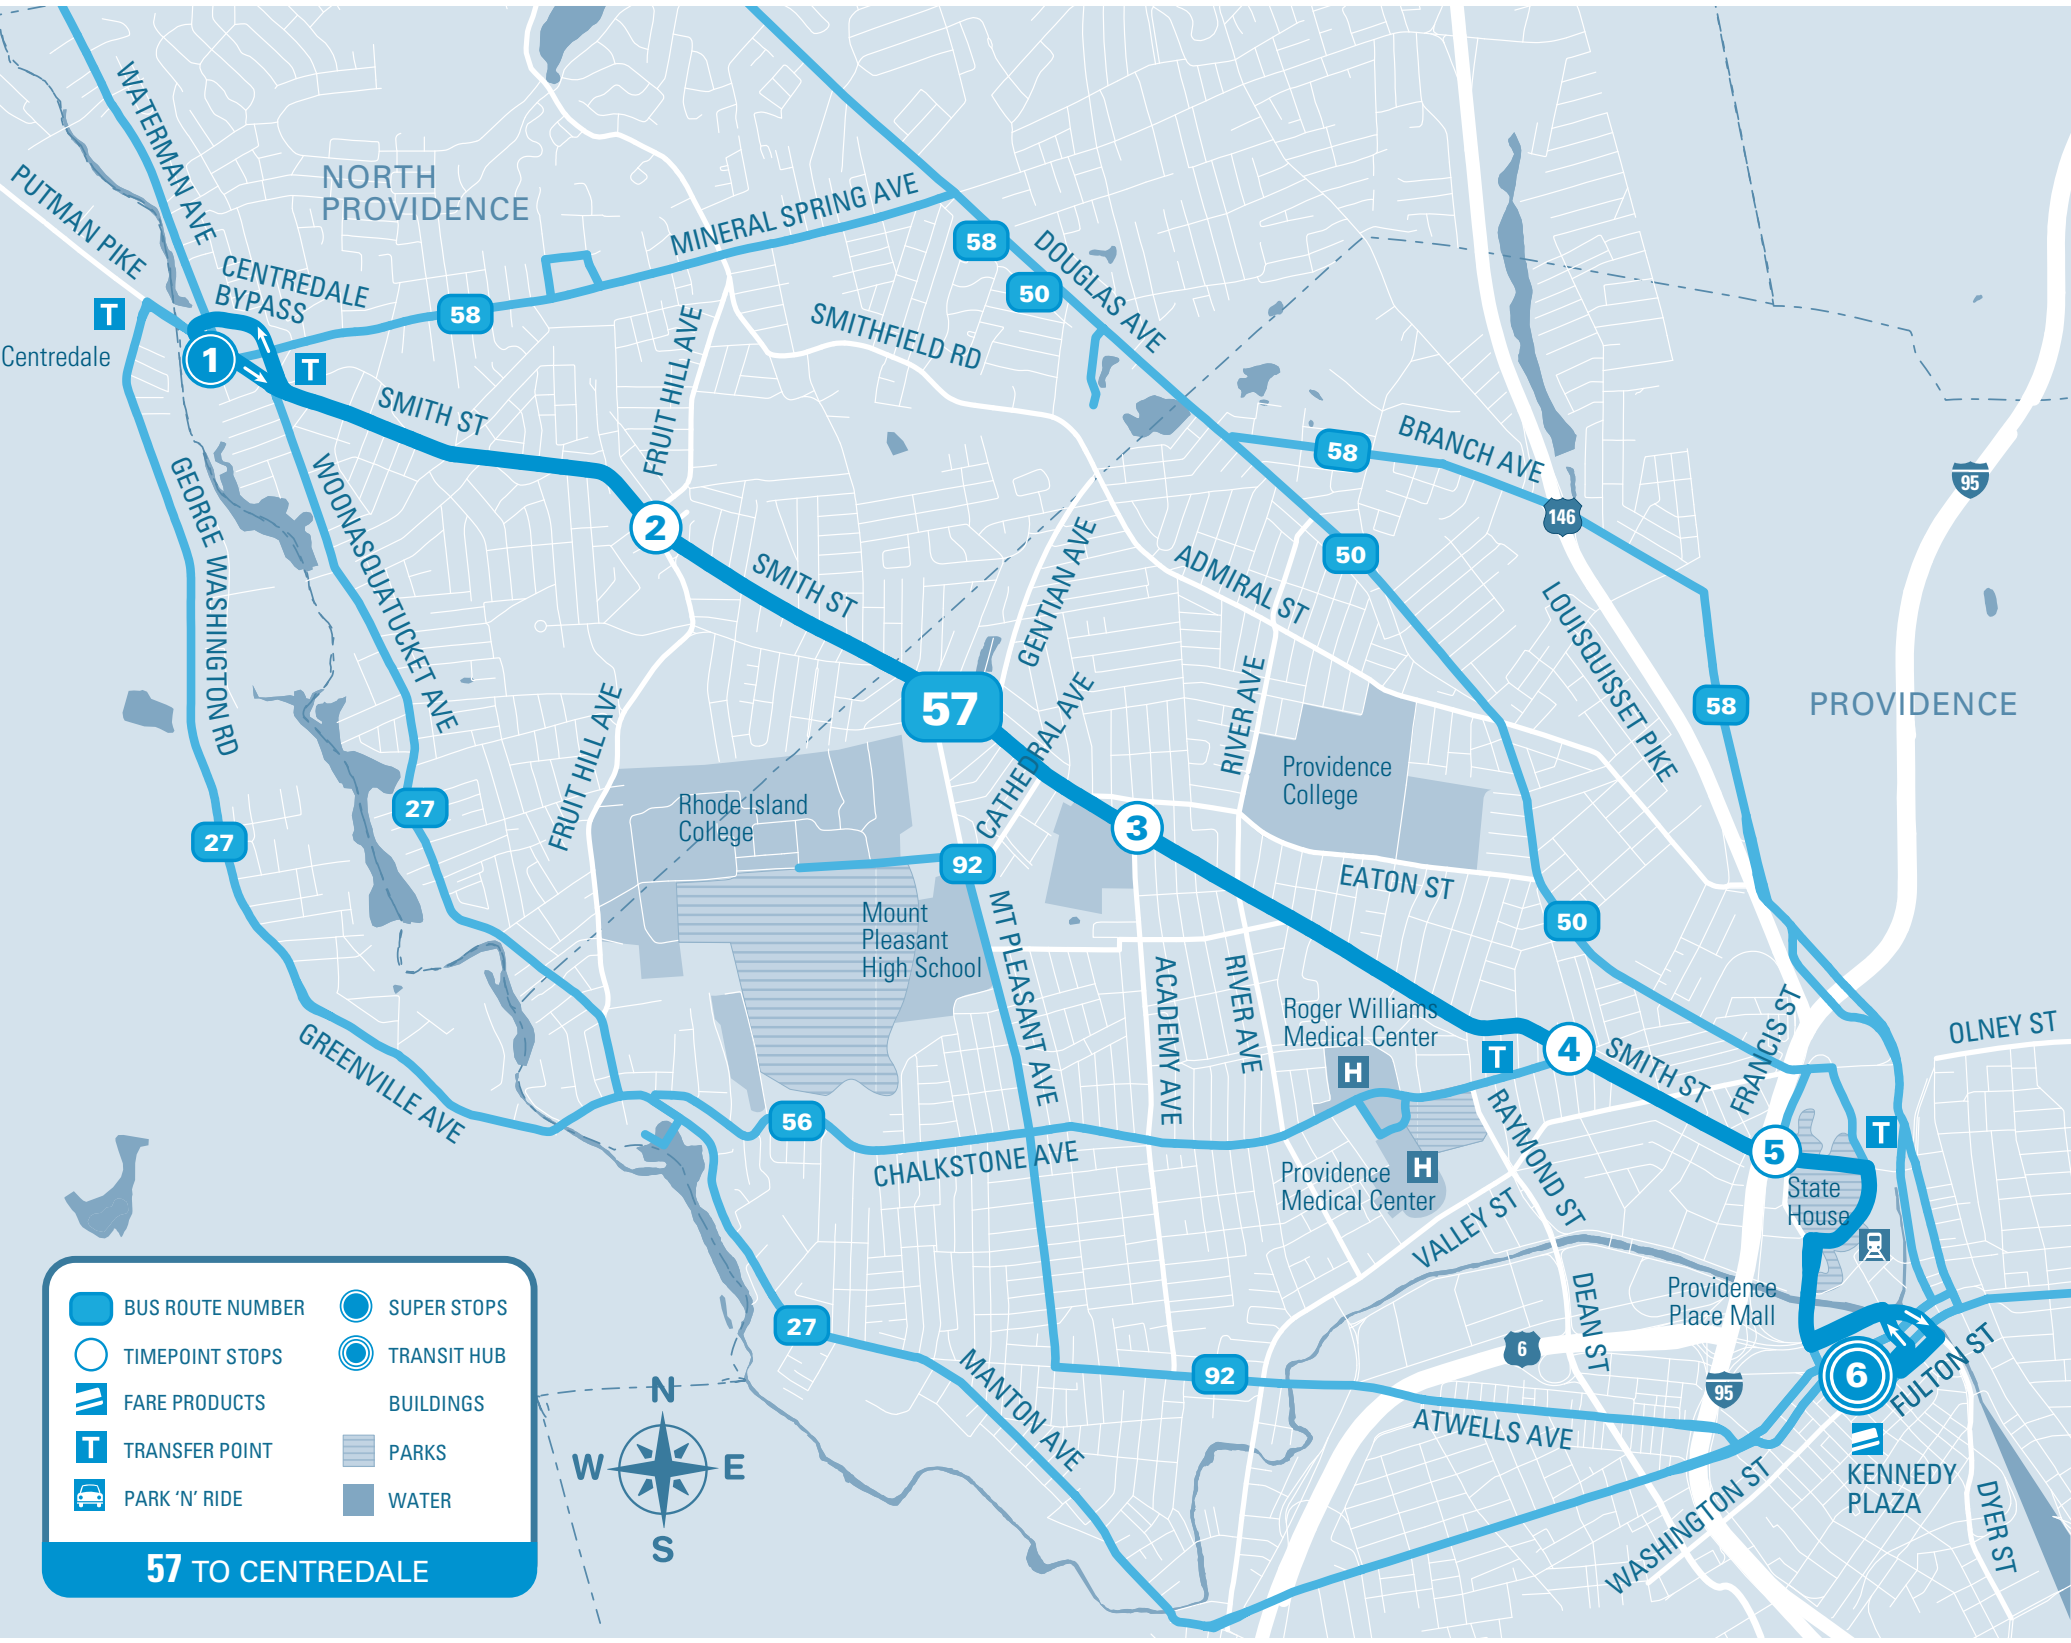 WATERMAN AVE
PUTMAN PIKE
NORTH
PROVIDENCE
CENTREDALE
BYPASS
MINERAL SPRING AVE
58
58
50
DOUGLAS AVE
T
Centredale
1
T
SMITH ST
SMITHFIELD RD
FRUIT HILL AVE
BRANCH AVE
58
146
95
GEORGE WASHINGTON RD
WOONASQUATUCKET AVE
2
SMITH ST
GENTIAN AVE
ADMIRAL ST
50
LOUISQUISSET PIKE
57
CATHEDRAL AVE
RIVER AVE
58
PROVIDENCE
FRUIT HILL AVE
Rhode Island
College
Providence
College
27
27
3
92
EATON ST
50
Mount
Pleasant
High School
MT PLEASANT AVE
ACADEMY AVE
RIVER AVE
Roger Williams
Medical Center
H
T
4
SMITH ST
FRANCIS ST
OLNEY ST
GREENVILLE AVE
56
CHALKSTONE AVE
RAYMOND ST
5
T
Providence
Medical Center
H
State
House
VALLEY ST
27
MANTON AVE
92
6
DEAN ST
Providence
Place Mall
95
6
FULTON ST
ATWELLS AVE
WASHINGTON ST
KENNEDY
PLAZA
DYER ST
N
W
E
S
BUS ROUTE NUMBER
SUPER STOPS
TIMEPOINT STOPS
TRANSIT HUB
FARE PRODUCTS
BUILDINGS
T
TRANSFER POINT
PARKS
PARK ‘N’ RIDE
WATER
57 TO CENTREDALE